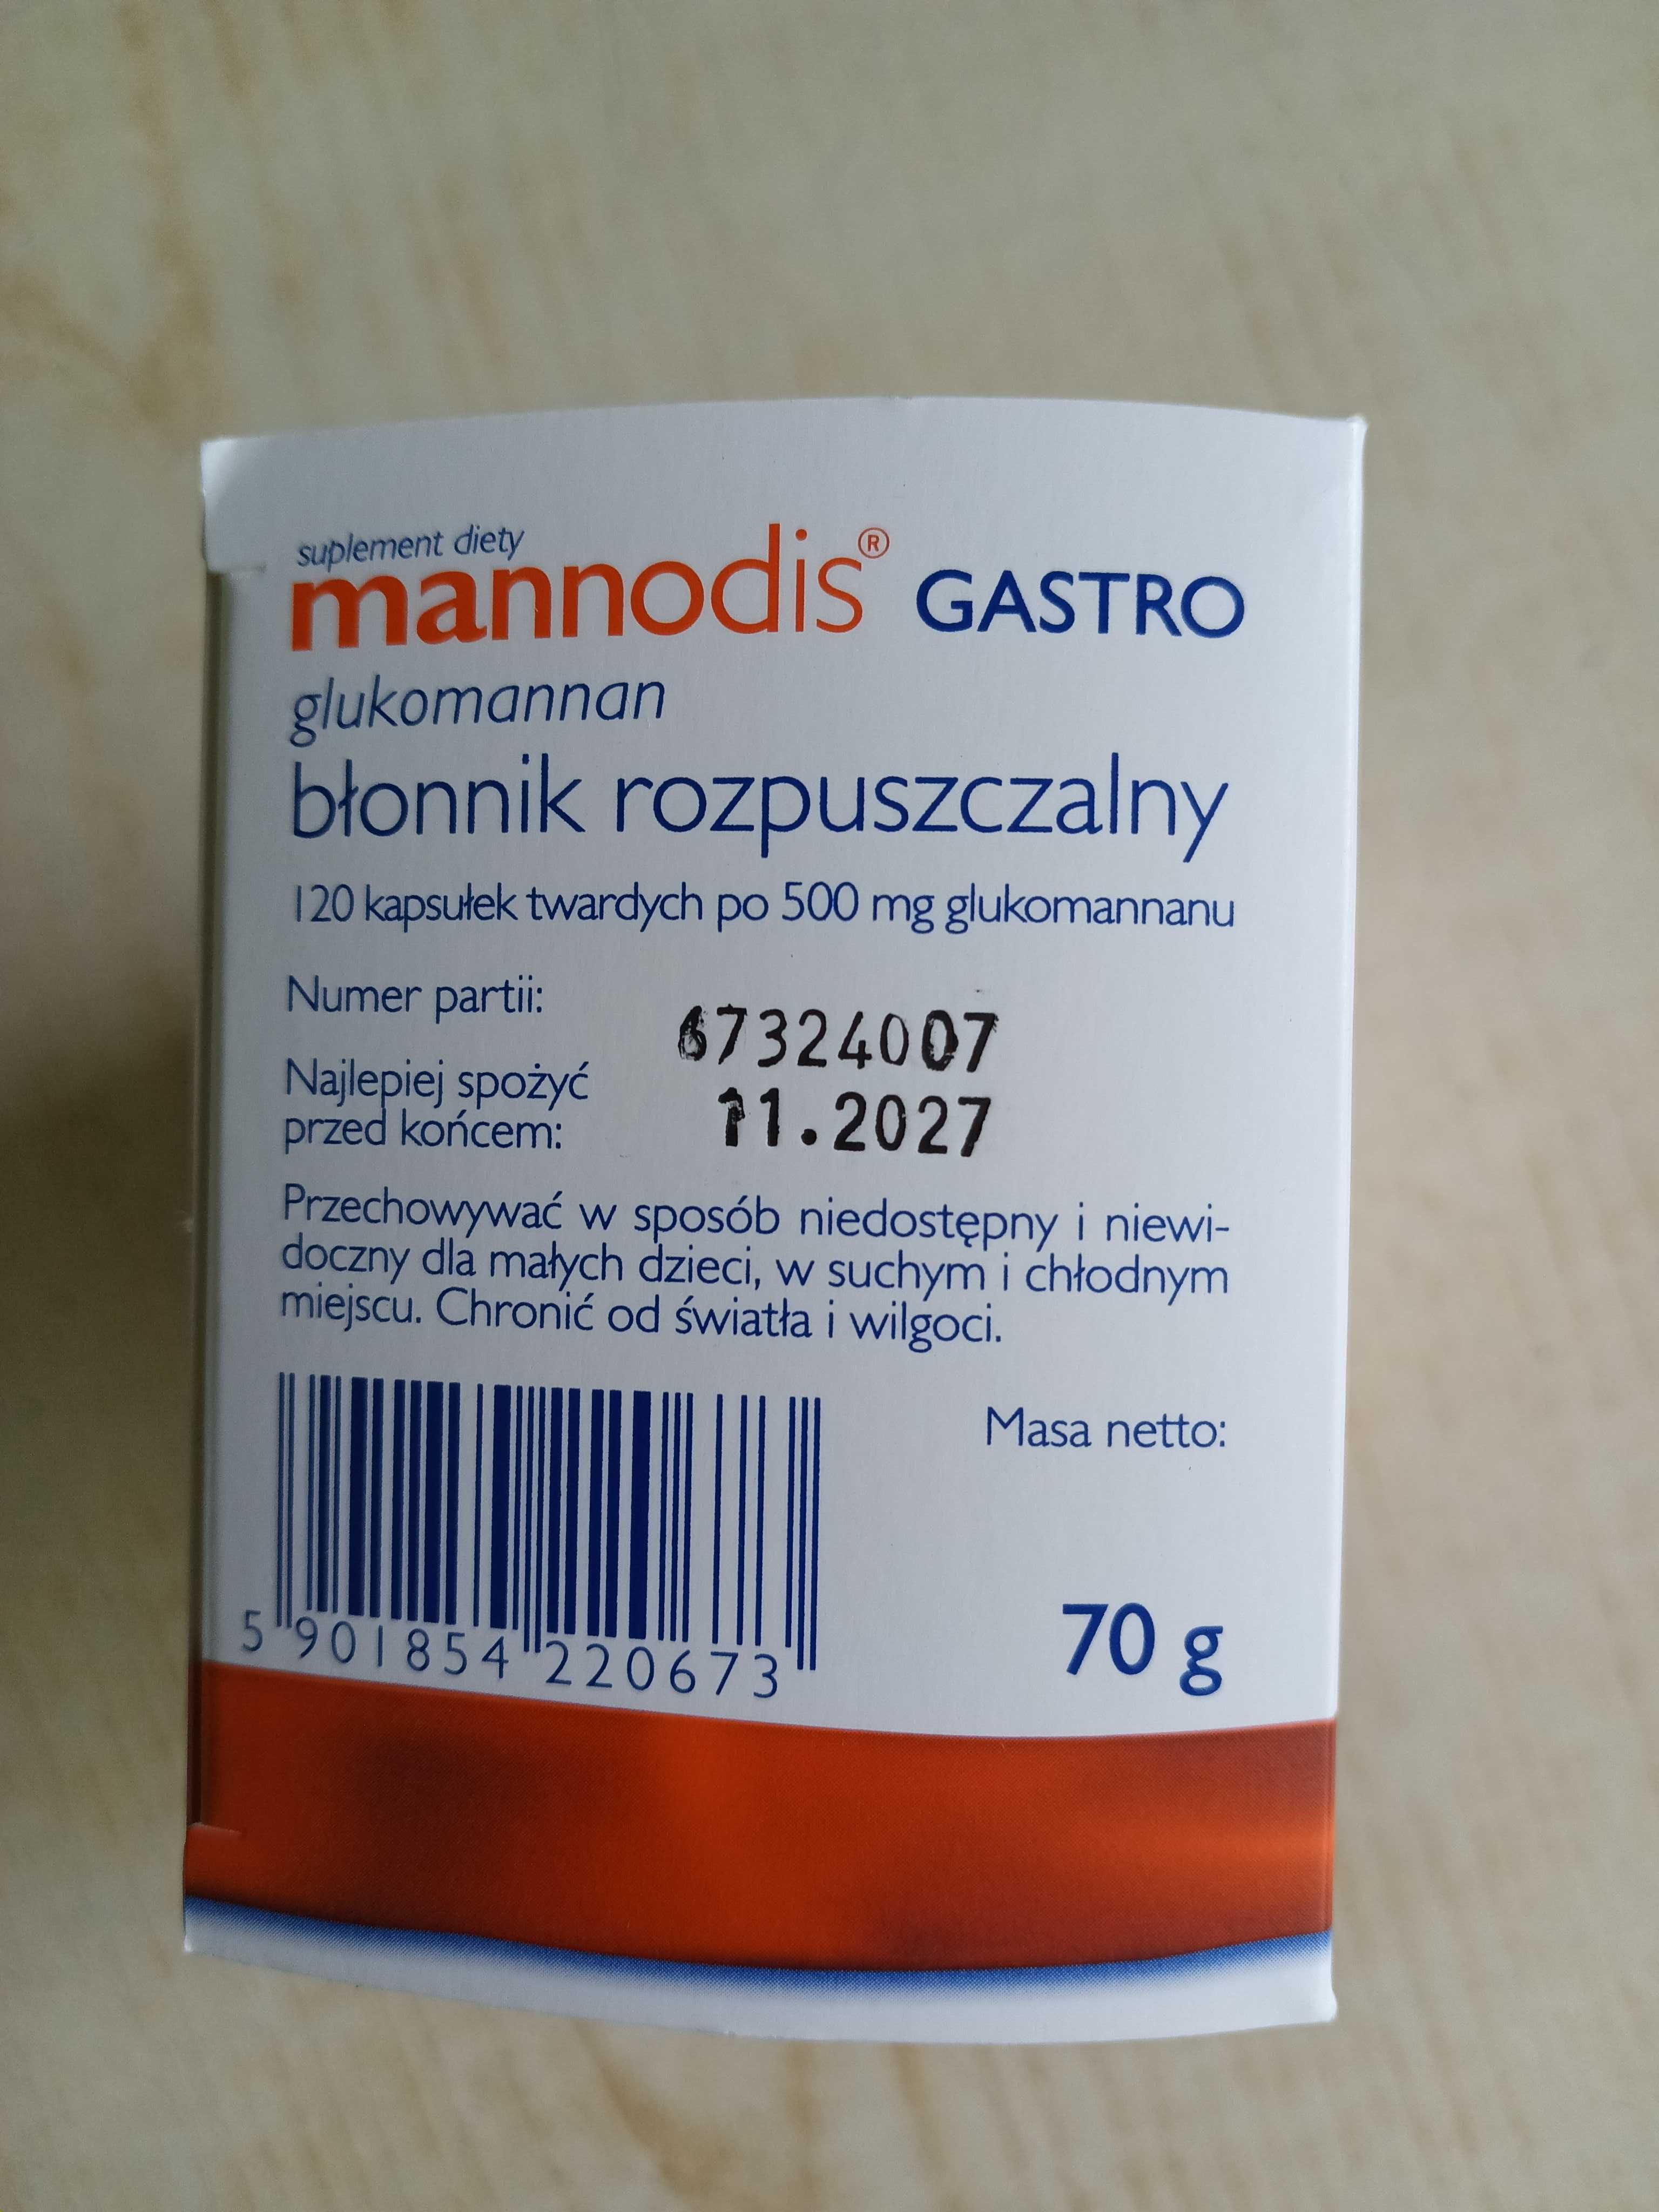 suplement diety
mannodis® GASTRO
glukomannan
błonnik rozpuszczalny
120 kapsułek twardych po 500 mg glukomannanu
Numer partii: 67324007
Najlepiej spożyć
przed końcem: 11.2027
Przechowywać w sposób niedostępny i niewi-
doczny dla małych dzieci, w suchym i chłodnym
miejscu. Chronić od światła i wilgoci.
Masa netto:
70 g
5 901854 220673